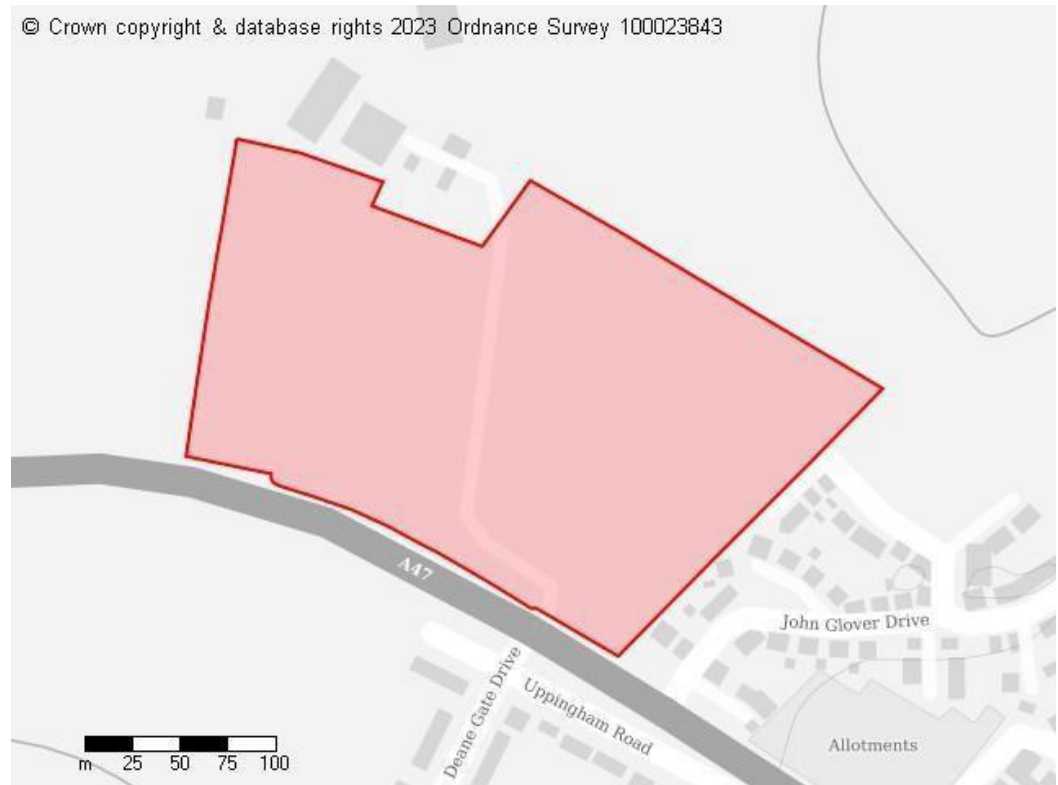 © Crown copyright & database rights 2023 Ordnance Survey 100023843
A47
John Glover Drive
Deane Gate Drive
Uppingham Road
Allotments
m 25 50 75 100